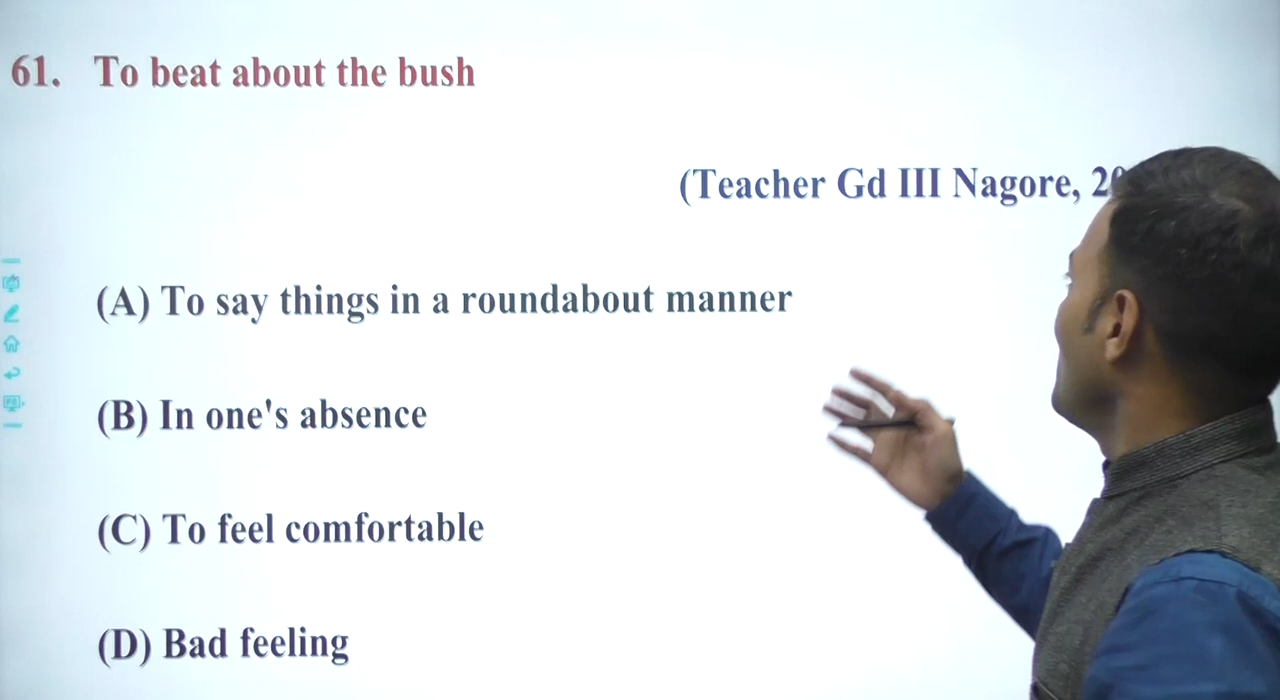 61. To beat about the bush
(Teacher Gd III Nagore,
(A) To say things in a roundabout manner
(B) In one's absence
(C) To feel comfortable
(D) Bad feeling